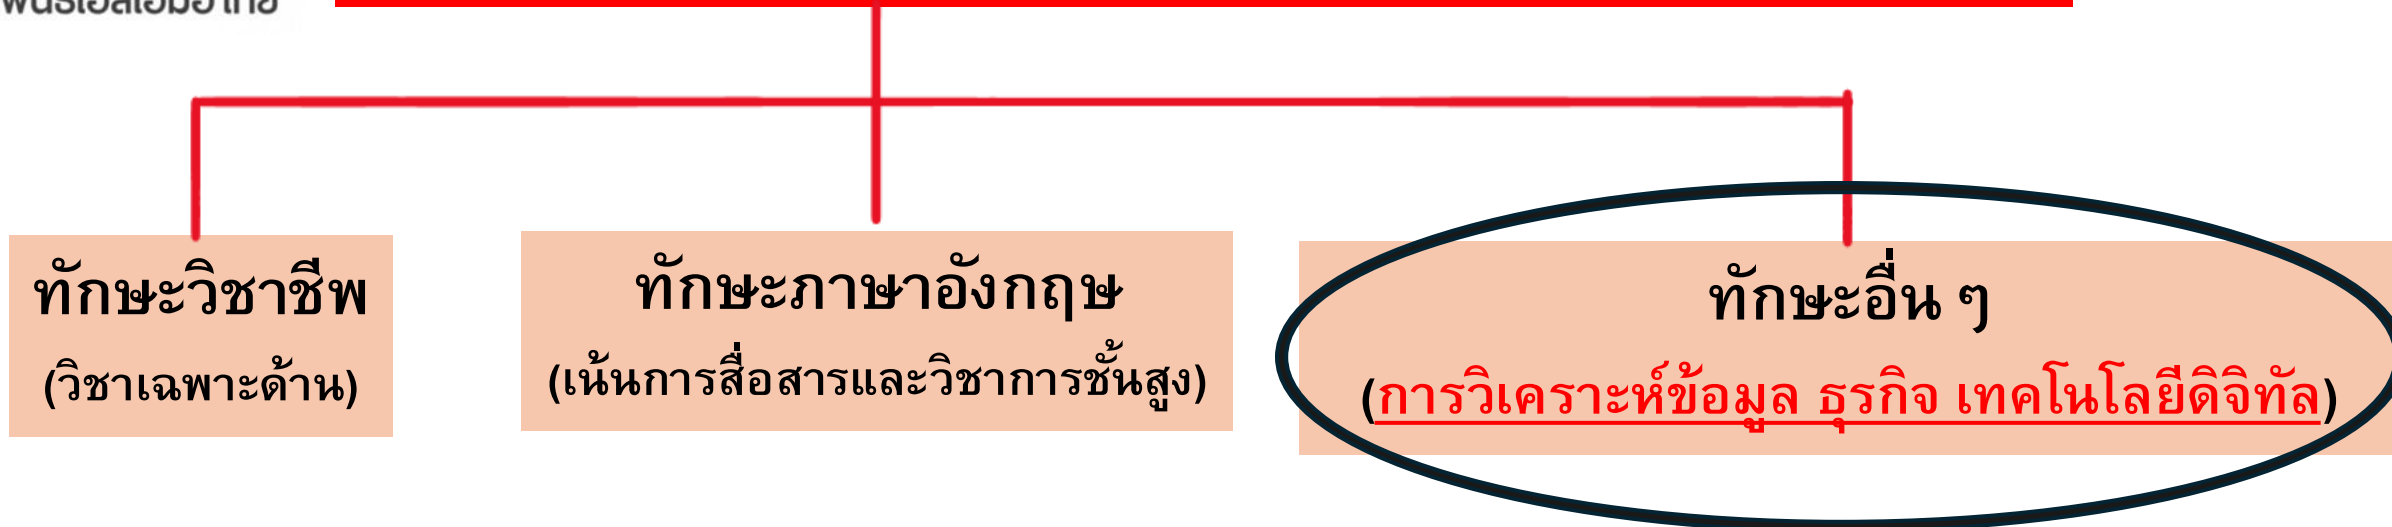 ทักษะวิชาชีพ
(วิชาเฉพาะด้าน)
ทักษะภาษาอังกฤษ
(เน้นการสื่อสารและวิชาการชั้นสูง)
ทักษะอื่น ๆ
(การวิเคราะห์ข้อมูล ธุรกิจ เทคโนโลยีดิจิทัล)